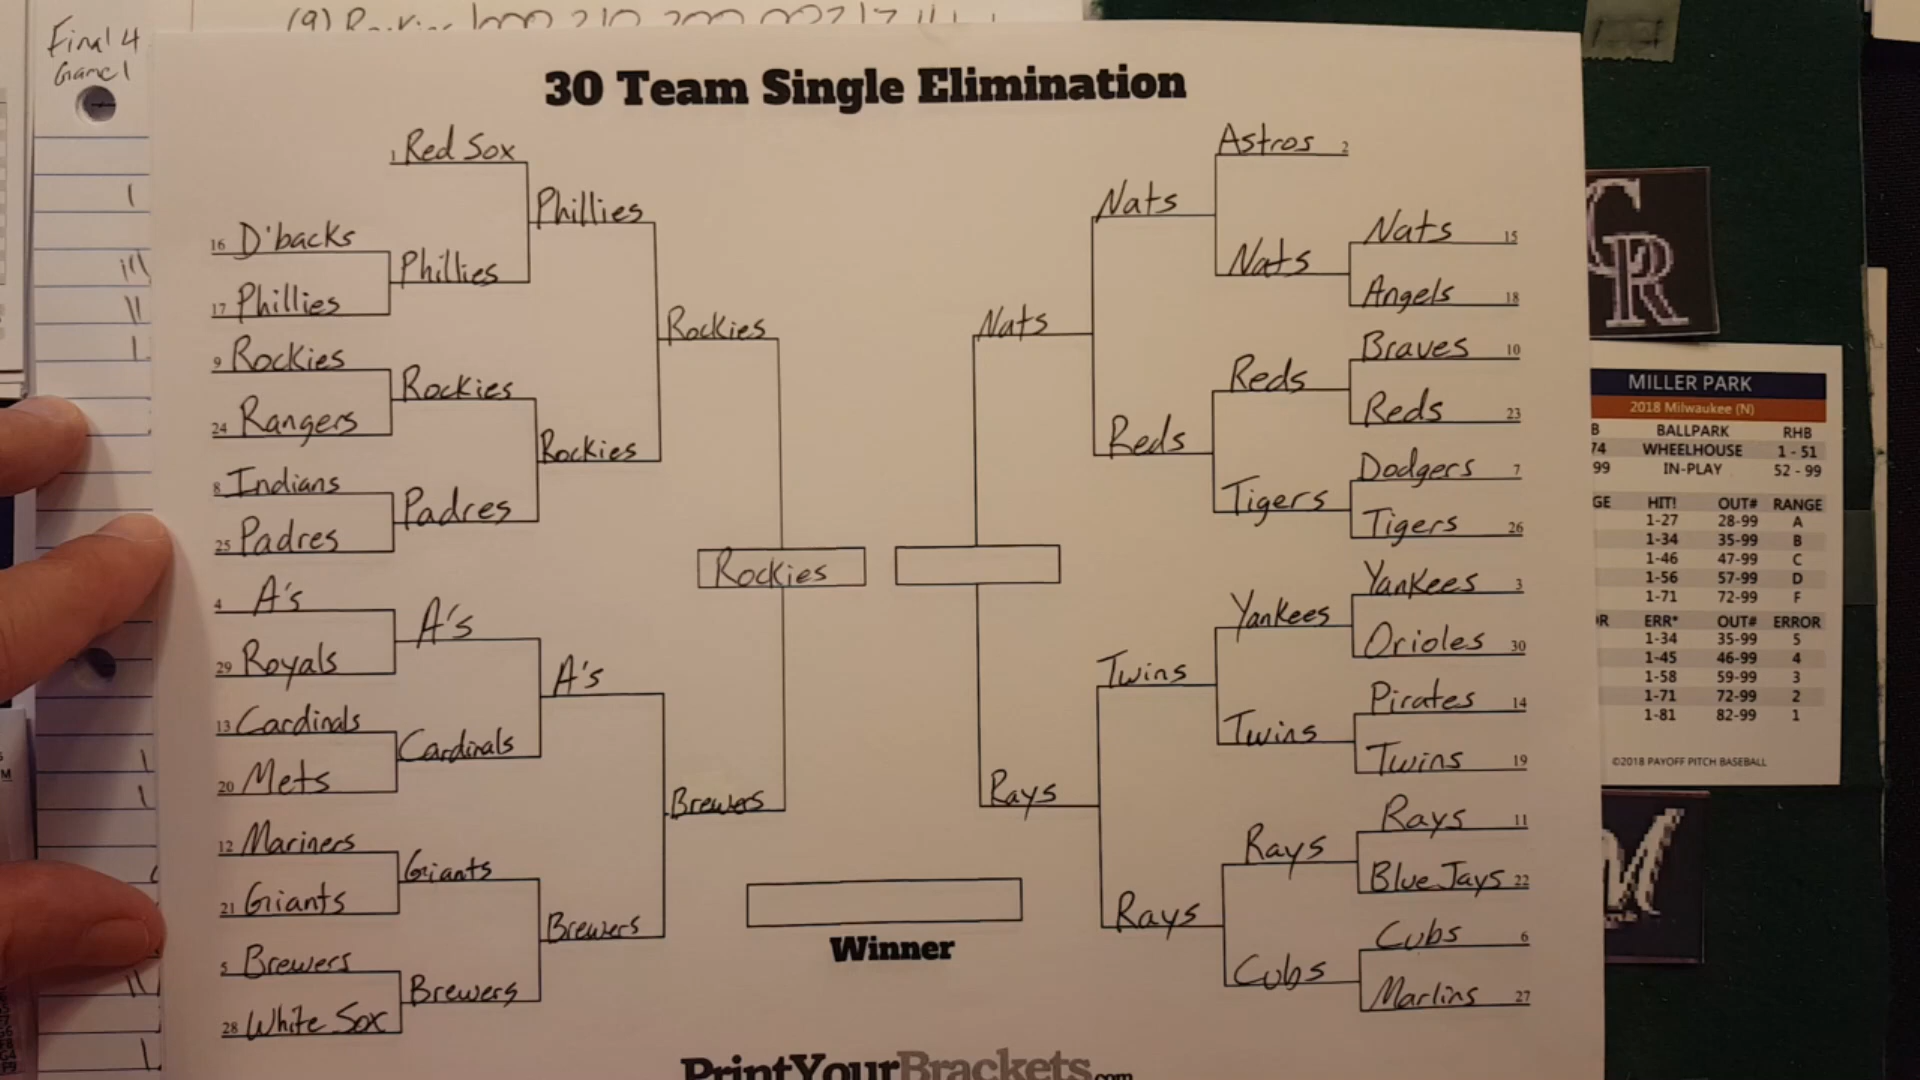 Final 4
Game 1
30 Team Single Elimination
1 Red Sox
16 D'backs
17 Phillies
Phillies
Phillies
9 Rockies
24 Rangers
Rockies
8 Indians
25 Padres
Padres
Rockies
Rockies
4 A's
29 Royals
A's
13 Cardinals
20 Mets
Cardinals
A's
12 Mariners
21 Giants
Giants
5 Brewers
28 White Sox
Brewers
Brewers
Brewers
Rockies
Astros 2
Nats 15
Angels 18
Nats
Nats
Braves 10
Reds 23
Reds
Dodgers 7
Tigers 26
Tigers
Reds
Nats
Yankees 3
Orioles 30
Yankees
Pirates 14
Twins 19
Twins
Twins
Rays 11
Blue Jays 22
Rays
Cubs 6
Marlins 27
Cubs
Rays
Rays
Winner
PrintYourBrackets.com
CR
MILLER PARK
2018 Milwaukee (N)
B BALLPARK RHB
74 WHEELHOUSE 1 - 51
99 IN-PLAY 52 - 99
GE HIT! OUT# RANGE
1-27 28-99 A
1-34 35-99 B
1-46 47-99 C
1-56 57-99 D
1-71 72-99 F
OR ERR* OUT# ERROR
1-34 35-99 5
1-45 46-99 4
1-58 59-99 3
1-71 72-99 2
1-81 82-99 1
©2018 PAYOFF PITCH BASEBALL
M